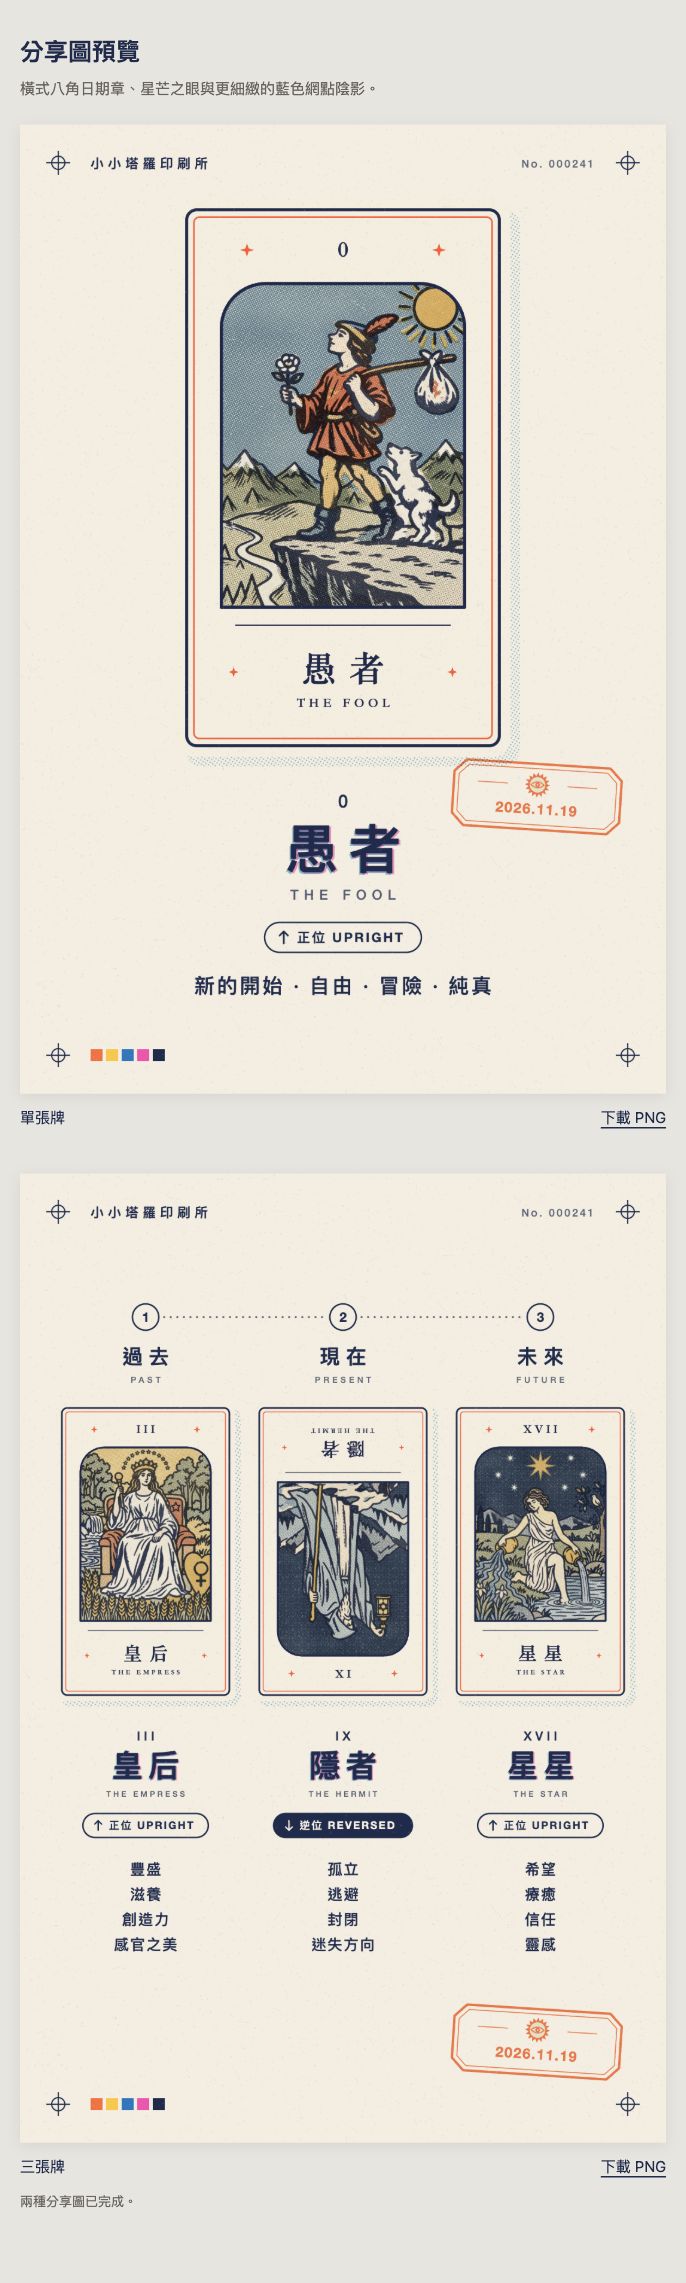 分享圖預覽
橫式八角日期章、星芒之眼與更細緻的藍色網點陰影。
小小塔羅印刷所
No. 000241
0
愚者
THE FOOL
2026.11.19
0
愚者
THE FOOL
↑ 正位 UPRIGHT
新的開始 · 自由 · 冒險 · 純真
單張牌
下載 PNG
小小塔羅印刷所
No. 000241
1 2 3
過去 現在 未來
PAST PRESENT FUTURE
III
皇后
THE EMPRESS
IX
隱者
THE HERMIT
XVII
星星
THE STAR
III IX XVII
皇后 隱者 星星
THE EMPRESS THE HERMIT THE STAR
↑ 正位 UPRIGHT ↓ 逆位 REVERSED ↑ 正位 UPRIGHT
豐盛 孤立 希望
滋養 逃避 療癒
創造力 封閉 信任
感官之美 迷失方向 靈感
2026.11.19
三張牌
下載 PNG
兩種分享圖已完成。